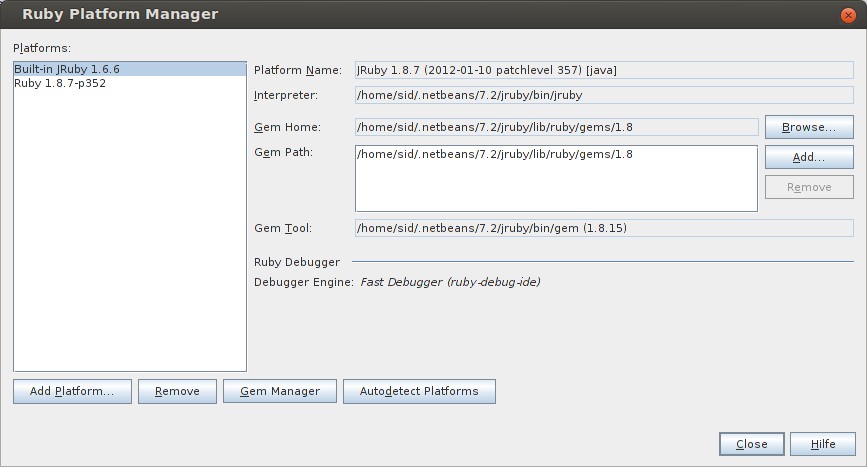 Ruby Platform Manager
Platforms:
Built-in JRuby 1.6.6
Ruby 1.8.7-p352
Platform Name: JRuby 1.8.7 (2012-01-10 patchlevel 357) [java]
Interpreter: /home/sid/.netbeans/7.2/jruby/bin/jruby
Gem Home: /home/sid/.netbeans/7.2/jruby/lib/ruby/gems/1.8 Browse...
Gem Path: /home/sid/.netbeans/7.2/jruby/lib/ruby/gems/1.8 Add...
Remove
Gem Tool: /home/sid/.netbeans/7.2/jruby/bin/gem (1.8.15)
Ruby Debugger
Debugger Engine: Fast Debugger (ruby-debug-ide)
Add Platform... Remove Gem Manager Autodetect Platforms
Close Hilfe